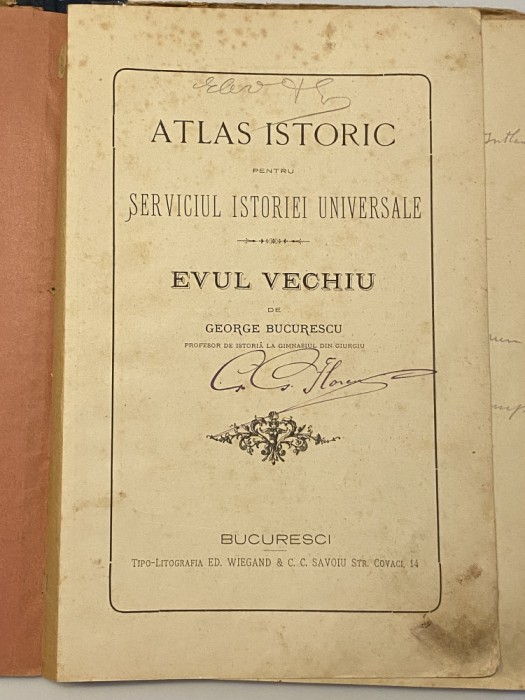 Elev
ATLAS ISTORIC
PENTRU
SERVICIUL ISTORIEI UNIVERSALE
EVUL VECHIU
DE
GEORGE BUCURESCU
PROFESOR DE ISTORIĂ LA GIMNASIUL DIN GIURGIU
BUCURESCI
TIPO-LITOGRAFIA ED. WIEGAND & C. C. SAVOIU STR. COVACI, 14